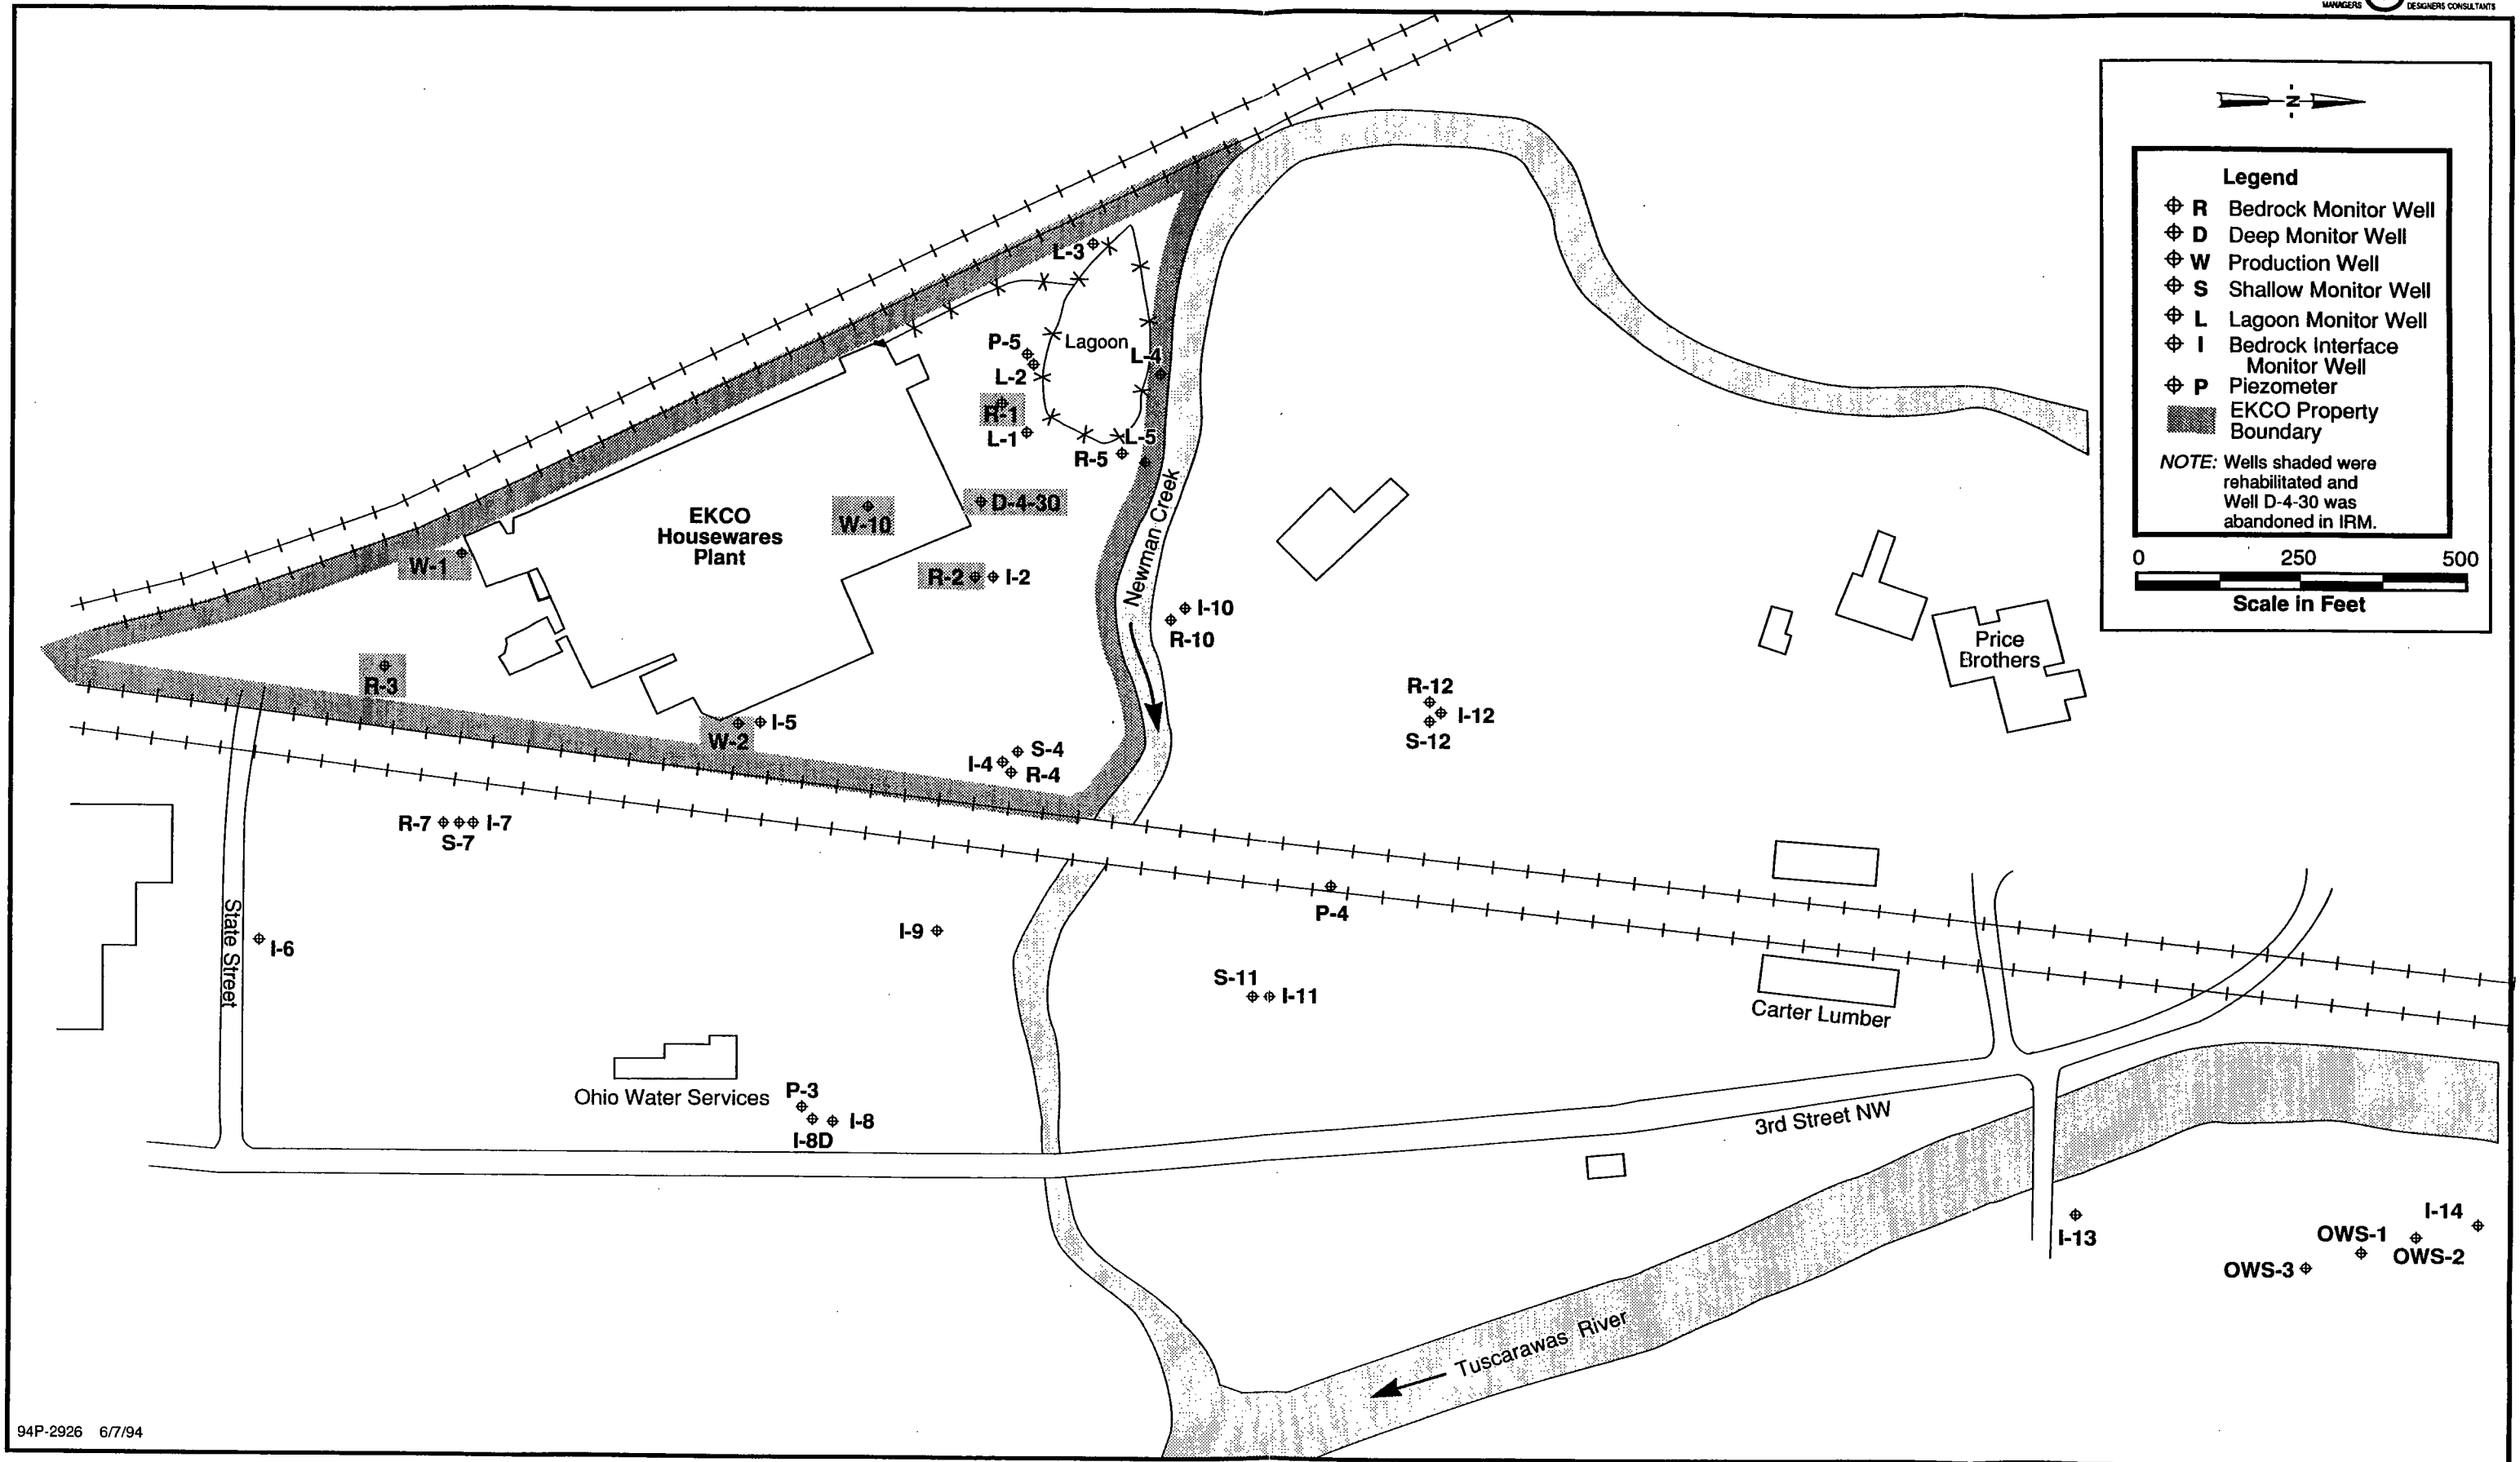 MANAGERS
DESIGNERS CONSULTANTS
N
Legend
R Bedrock Monitor Well
D Deep Monitor Well
W Production Well
S Shallow Monitor Well
L Lagoon Monitor Well
I Bedrock Interface
Monitor Well
P Piezometer
EKCO Property
Boundary
NOTE: Wells shaded were
rehabilitated and
Well D-4-30 was
abandoned in IRM.
0 250 500
Scale in Feet
L-3
P-5
Lagoon
L-4
L-2
R-1
L-1
L-5
R-5
D-4-30
W-10
EKCO
Housewares
Plant
W-1
R-2
I-2
Newman Creek
I-10
R-10
Price
Brothers
R-3
R-12
I-12
S-12
I-5
W-2
S-4
I-4
R-4
R-7
I-7
S-7
P-4
State Street
I-6
I-9
S-11
I-11
Carter Lumber
Ohio Water Services
P-3
I-8
I-8D
3rd Street NW
I-13
I-14
OWS-1
OWS-2
OWS-3
Tuscarawas River
94P-2926 6/7/94